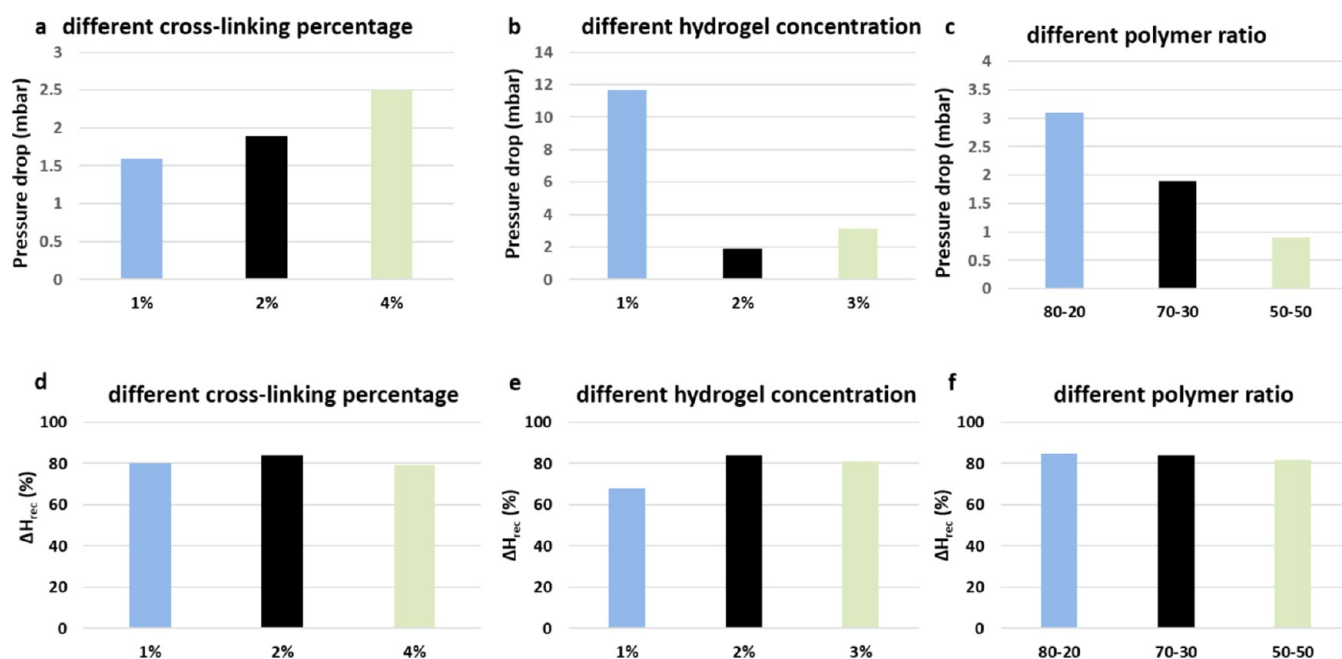 a different cross-linking percentage
Pressure drop (mbar)
3
2.5
2
1.5
1
0.5
0
1% 2% 4%
b different hydrogel concentration
Pressure drop (mbar)
14
12
10
8
6
4
2
0
1% 2% 3%
c different polymer ratio
Pressure drop (mbar)
4
3.5
3
2.5
2
1.5
1
0.5
0
80-20 70-30 50-50
d different cross-linking percentage
ΔHrec (%)
100
80
60
40
20
0
1% 2% 4%
e different hydrogel concentration
ΔHrec (%)
100
80
60
40
20
0
1% 2% 3%
f different polymer ratio
ΔHrec (%)
100
80
60
40
20
0
80-20 70-30 50-50